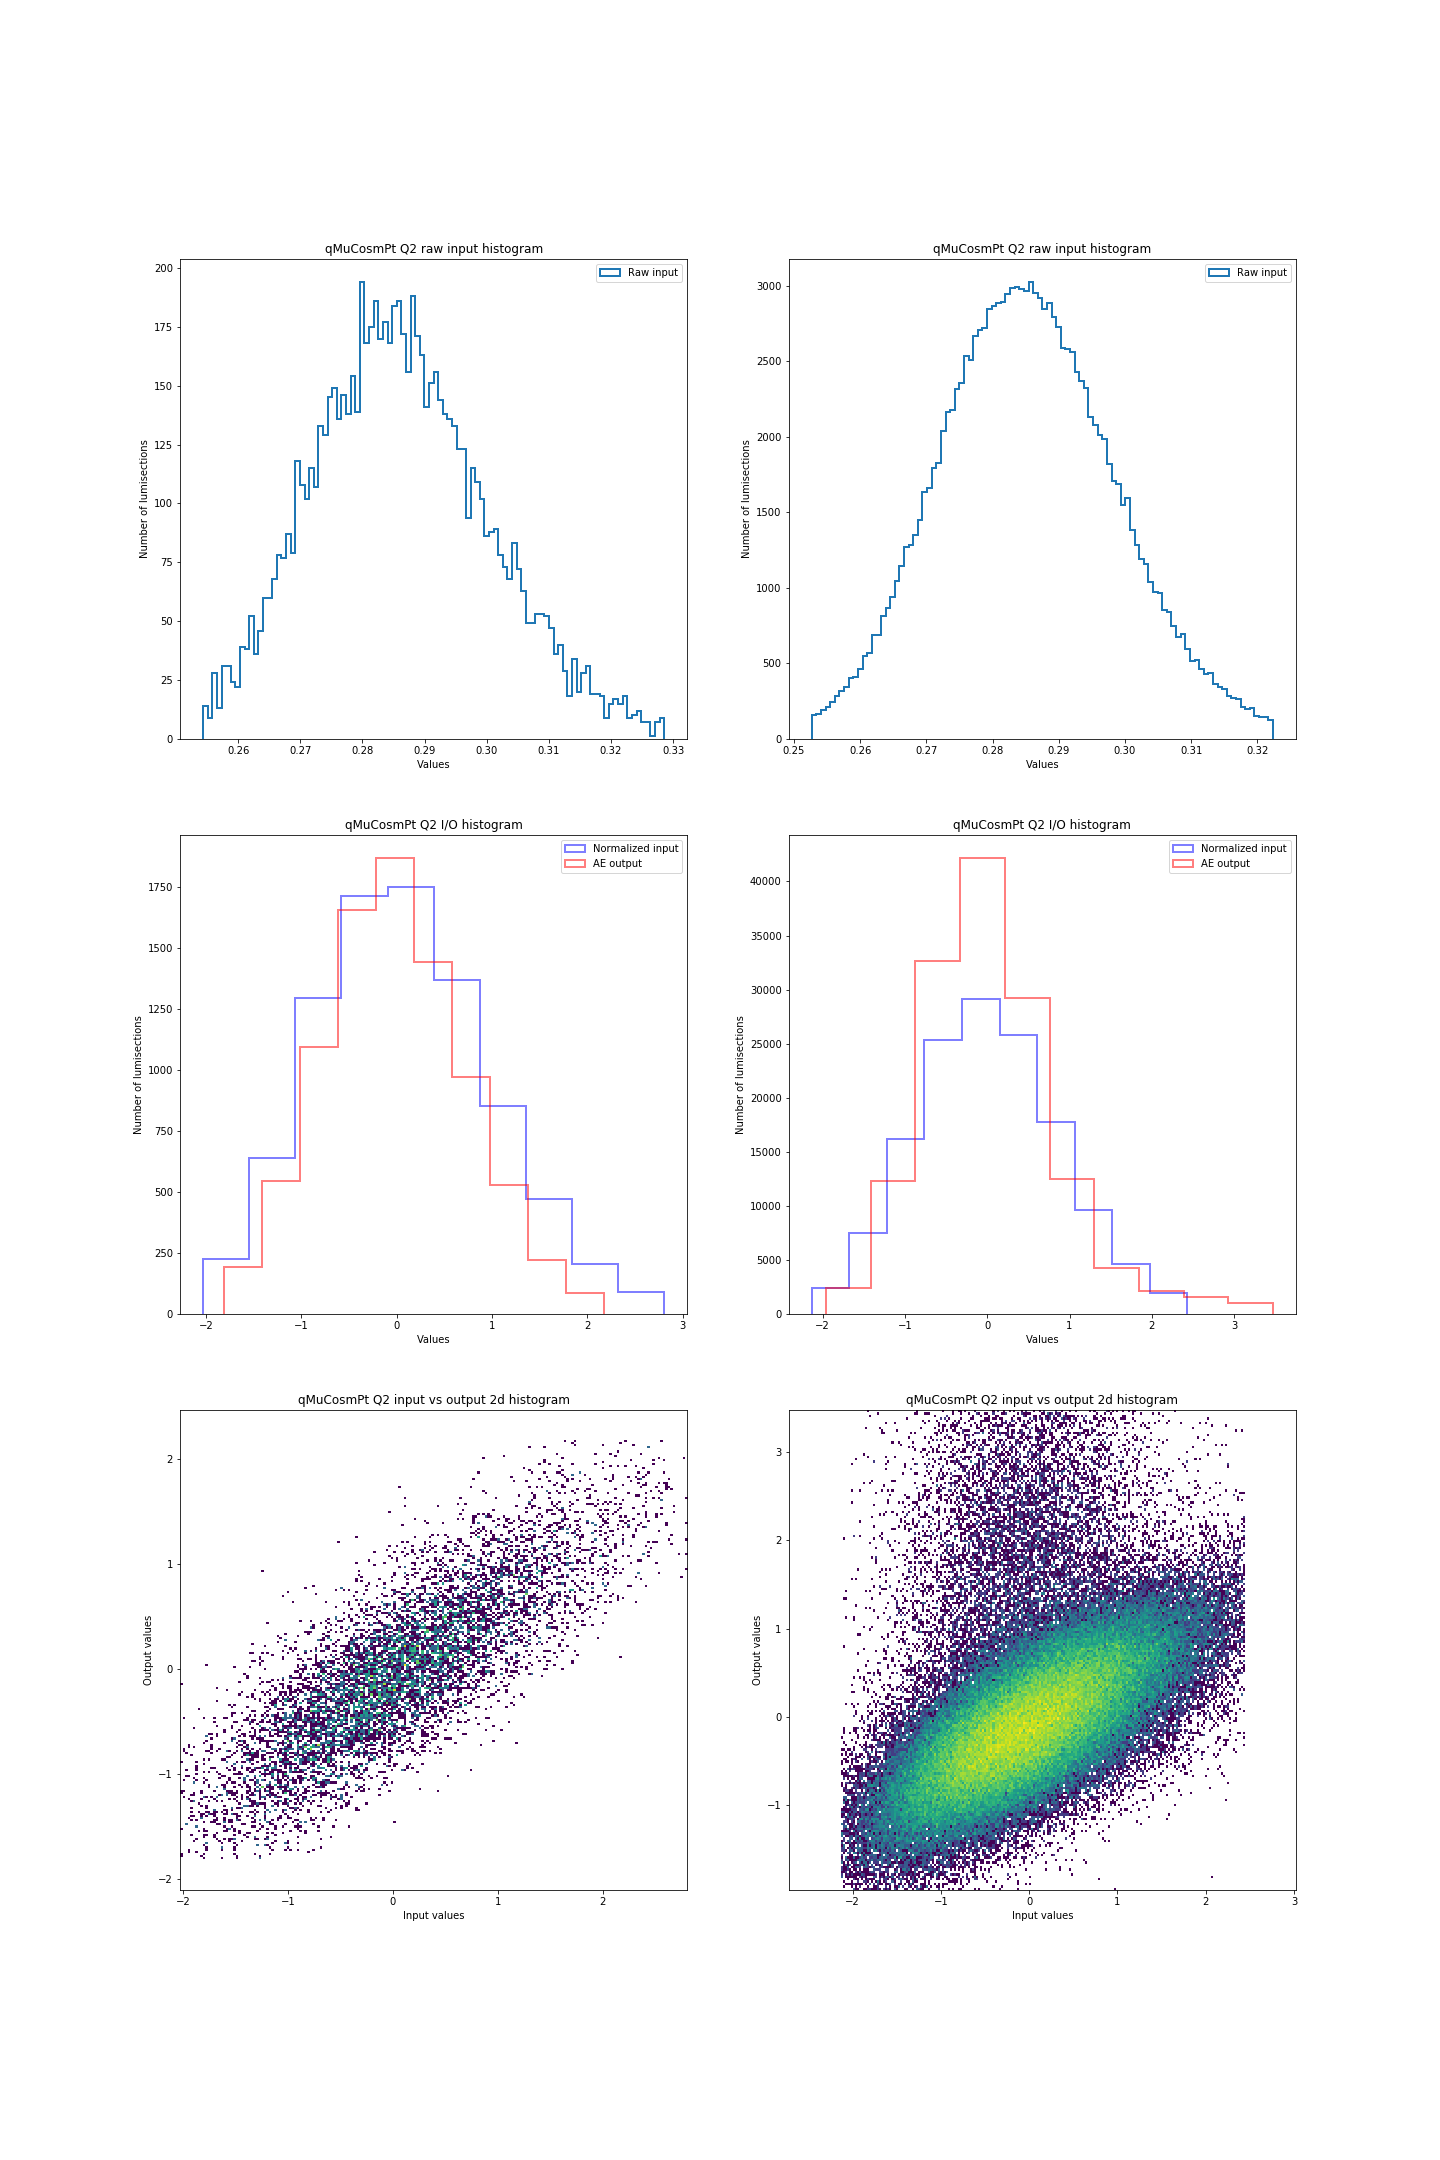 qMuCosmPt Q2 raw input histogram
Raw input
Number of lumisections
200
175
150
125
100
75
50
25
0
0.26 0.27 0.28 0.29 0.30 0.31 0.32 0.33
Values
qMuCosmPt Q2 raw input histogram
Raw input
Number of lumisections
3000
2500
2000
1500
1000
500
0
0.25 0.26 0.27 0.28 0.29 0.30 0.31 0.32
Values
qMuCosmPt Q2 I/O histogram
Normalized input
AE output
Number of lumisections
1750
1500
1250
1000
750
500
250
0
−2 −1 0 1 2 3
Values
qMuCosmPt Q2 I/O histogram
Normalized input
AE output
Number of lumisections
40000
35000
30000
25000
20000
15000
10000
5000
0
−2 −1 0 1 2 3
Values
qMuCosmPt Q2 input vs output 2d histogram
Output values
2
1
0
−1
−2
−2 −1 0 1 2
Input values
qMuCosmPt Q2 input vs output 2d histogram
Output values
3
2
1
0
−1
−2 −1 0 1 2 3
Input values